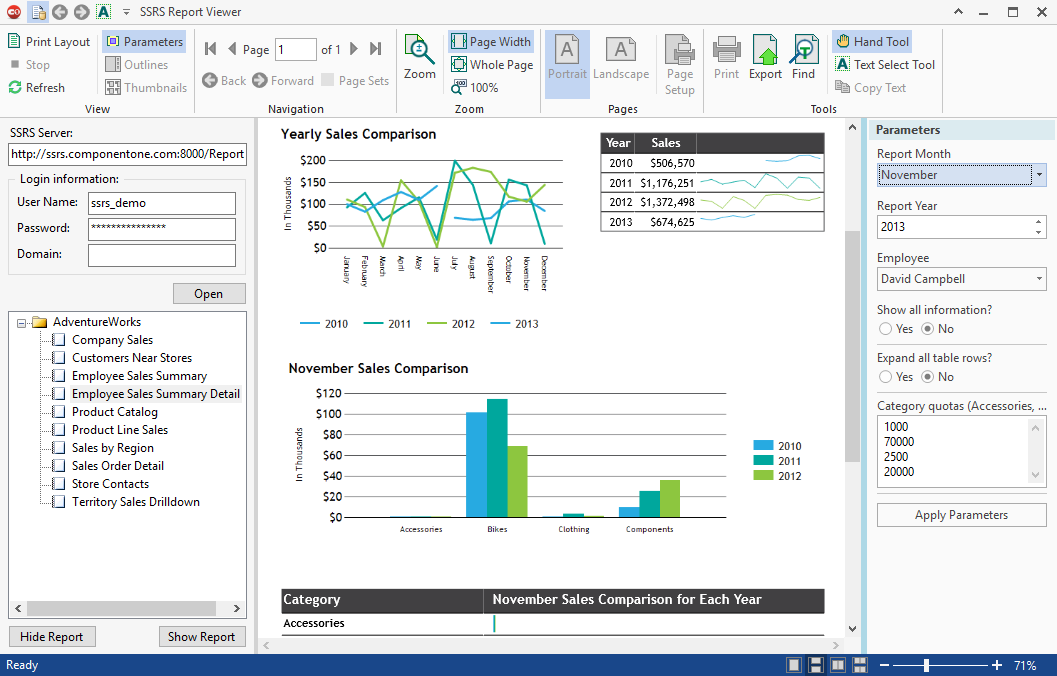 SSRS Report Viewer
Print Layout
Stop
Refresh
Parameters
Outlines
Thumbnails
View
Page 1 of 1
Back Forward Page Sets
Navigation
Zoom
Page Width
Whole Page
100%
Zoom
Portrait
Landscape
Page Setup
Pages
Print
Export
Find
Hand Tool
Text Select Tool
Copy Text
Tools
SSRS Server:
http://ssrs.componentone.com:8000/Report
Login information:
User Name: ssrs_demo
Password: ***************
Domain:
Open
AdventureWorks
Company Sales
Customers Near Stores
Employee Sales Summary
Employee Sales Summary Detail
Product Catalog
Product Line Sales
Sales by Region
Sales Order Detail
Store Contacts
Territory Sales Drilldown
Hide Report
Show Report
Yearly Sales Comparison
In Thousands
$200
$150
$100
$50
$0
January
February
March
April
May
June
July
August
September
October
November
December
2010 2011 2012 2013
Year Sales
2010 $506,570
2011 $1,176,251
2012 $1,372,498
2013 $674,625
November Sales Comparison
In Thousands
$120
$100
$80
$60
$40
$20
$0
Accessories Bikes Clothing Components
2010
2011
2012
Category November Sales Comparison for Each Year
Accessories
Parameters
Report Month
November
Report Year
2013
Employee
David Campbell
Show all information?
Yes No
Expand all table rows?
Yes No
Category quotas (Accessories, ...
1000
70000
2500
20000
Apply Parameters
Ready
71%